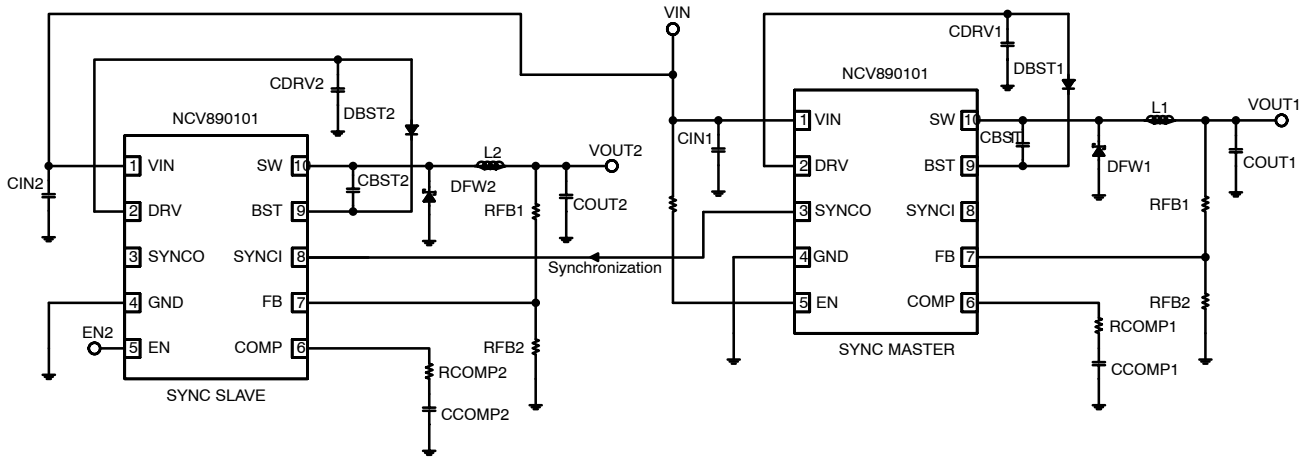 VIN
CDRV1
NCV890101
DBST1
CDRV2
DBST2
NCV890101
1 VIN
SW 10
L1
VOUT1
CIN1
CBST1
2 DRV
BST 9
DFW1
COUT1
3 SYNCO
SYNCI 8
RFB1
4 GND
FB 7
5 EN
COMP 6
RFB2
RCOMP1
CCOMP1
SYNC MASTER
1 VIN
SW 10
L2
VOUT2
CIN2
CBST2
2 DRV
BST 9
DFW2
RFB1
COUT2
3 SYNCO
SYNCI 8
Synchronization
4 GND
FB 7
EN2
5 EN
COMP 6
RFB2
RCOMP2
CCOMP2
SYNC SLAVE